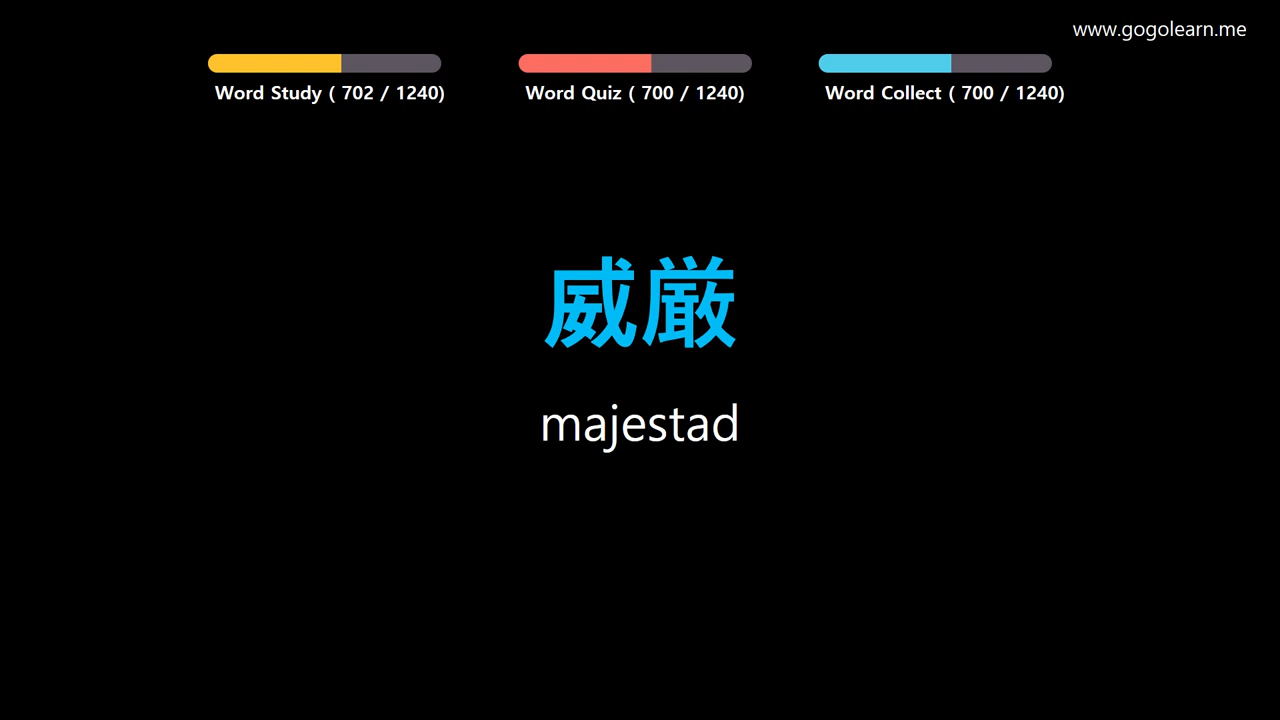 www.gogolearn.me
Word Study ( 702 / 1240)
Word Quiz ( 700 / 1240)
Word Collect ( 700 / 1240)
威厳
majestad